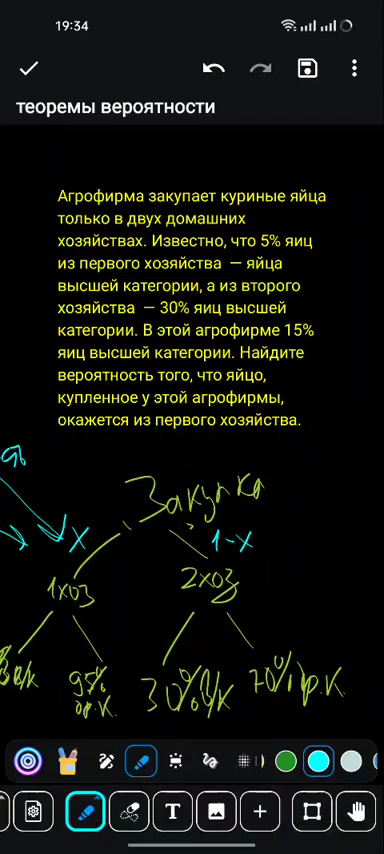 19:34
теоремы вероятности
Агрофирма закупает куриные яйца
только в двух домашних
хозяйствах. Известно, что 5% яиц
из первого хозяйства — яйца
высшей категории, а из второго
хозяйства — 30% яиц высшей
категории. В этой агрофирме 15%
яиц высшей категории. Найдите
вероятность того, что яйцо,
купленное у этой агрофирмы,
окажется из первого хозяйства.
Закупка
x 1-x
1хоз 2хоз
95% 30% в/к 70% пр.к.
пр.к.
T